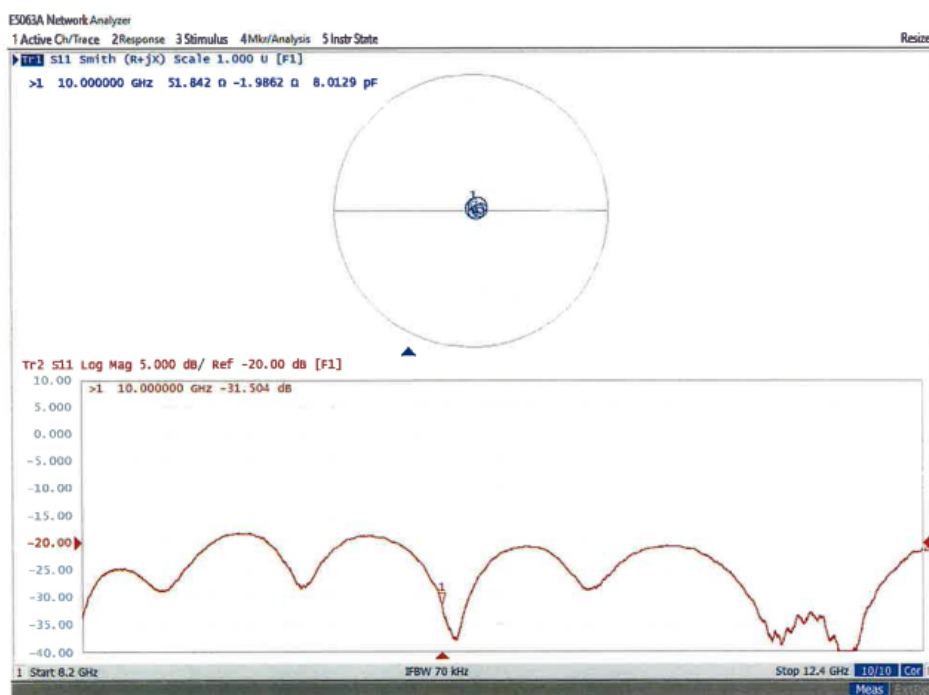 E5063A Network Analyzer
1 Active Ch/Trace 2 Response 3 Stimulus 4 Mkr/Analysis 5 Instr State
Resize
Tr1 S11 Smith (R+jX) Scale 1.000 U [F1]
>1 10.000000 GHz 51.842 Ω -1.9862 Ω 8.0129 pF
1
Tr2 S11 Log Mag 5.000 dB/ Ref -20.00 dB [F1]
10.00
>1 10.000000 GHz -31.504 dB
5.000
0.000
-5.000
-10.00
-15.00
-20.00
-25.00
-30.00
1
-35.00
-40.00
1 Start 8.2 GHz IFBW 70 kHz Stop 12.4 GHz 10/10 Cor
Meas